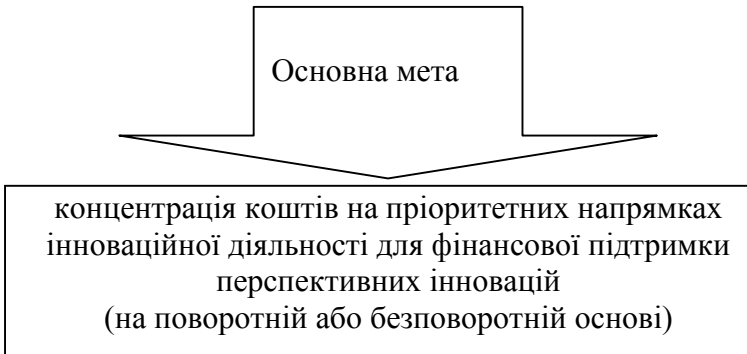 Основна мета
концентрація коштів на пріоритетних напрямках
інноваційної діяльності для фінансової підтримки
перспективних інновацій
(на поворотній або безповоротній основі)